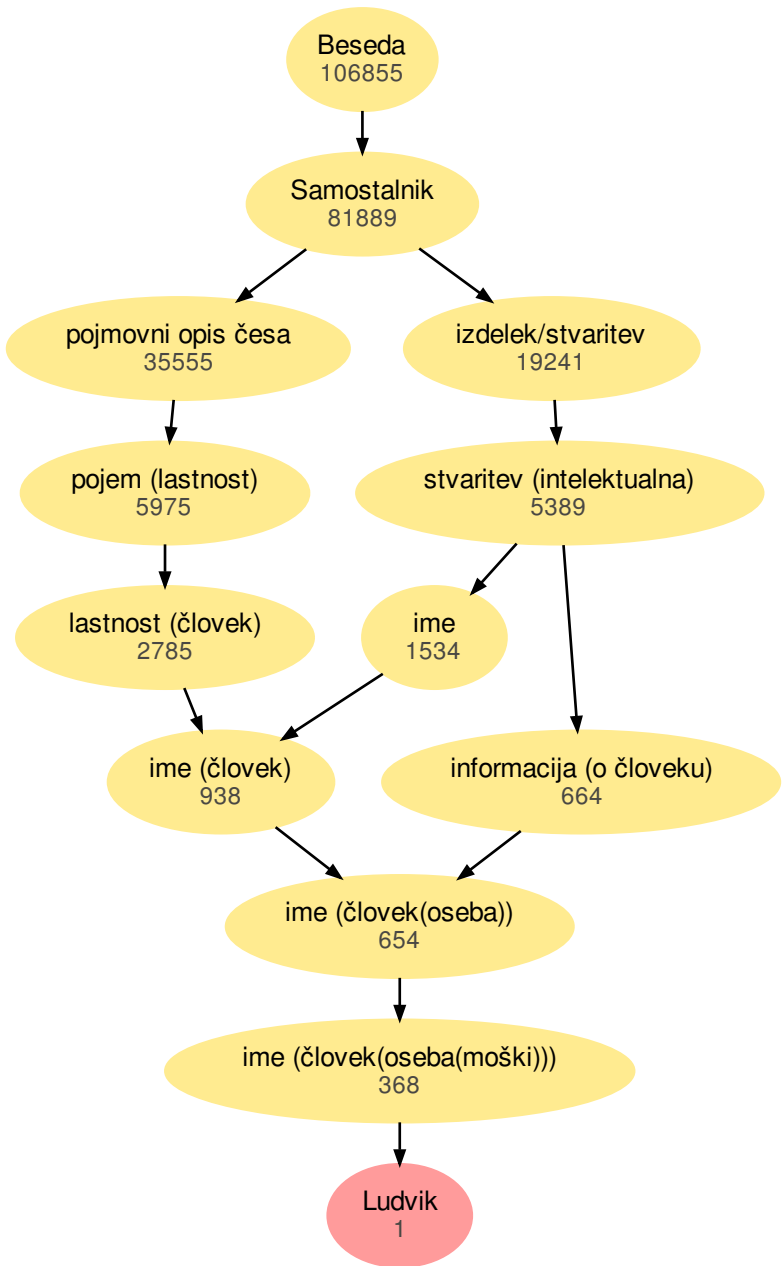 Beseda
106855
Samostalnik
81889
pojmovni opis česa
35555
izdelek/stvaritev
19241
pojem (lastnost)
5975
stvaritev (intelektualna)
5389
lastnost (človek)
2785
ime
1534
ime (človek)
938
informacija (o človeku)
664
ime (človek(oseba))
654
ime (človek(oseba(moški)))
368
Ludvik
1